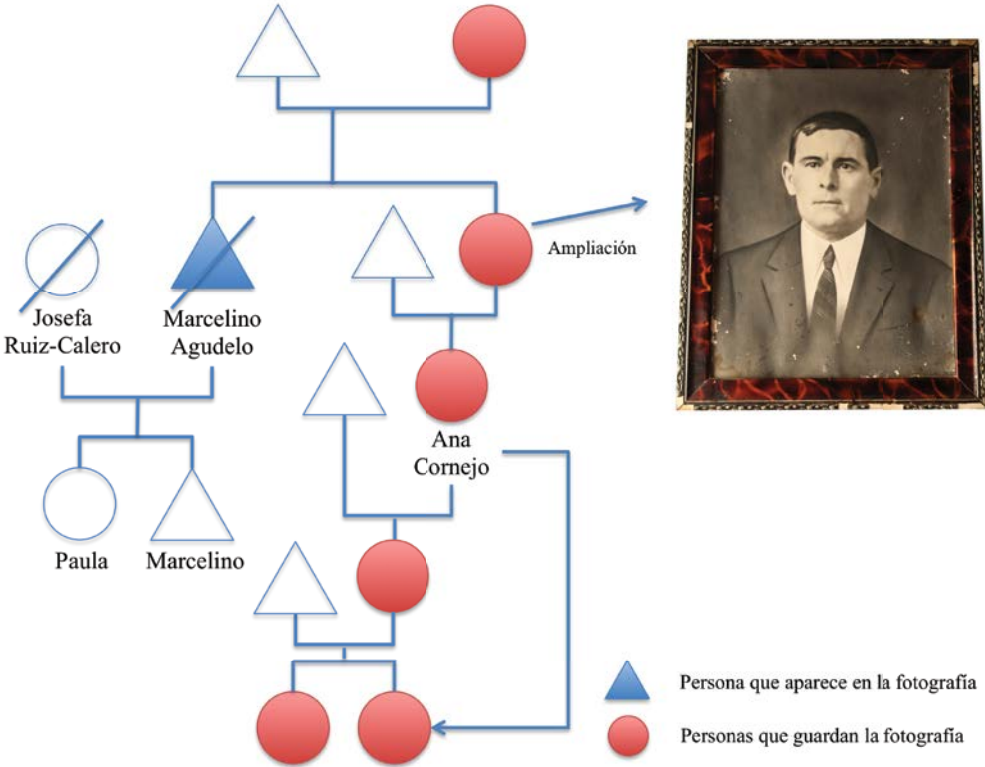 Ampliación
Josefa
Ruiz-Calero
Marcelino
Agudelo
Ana
Cornejo
Paula
Marcelino
Persona que aparece en la fotografía
Personas que guardan la fotografía